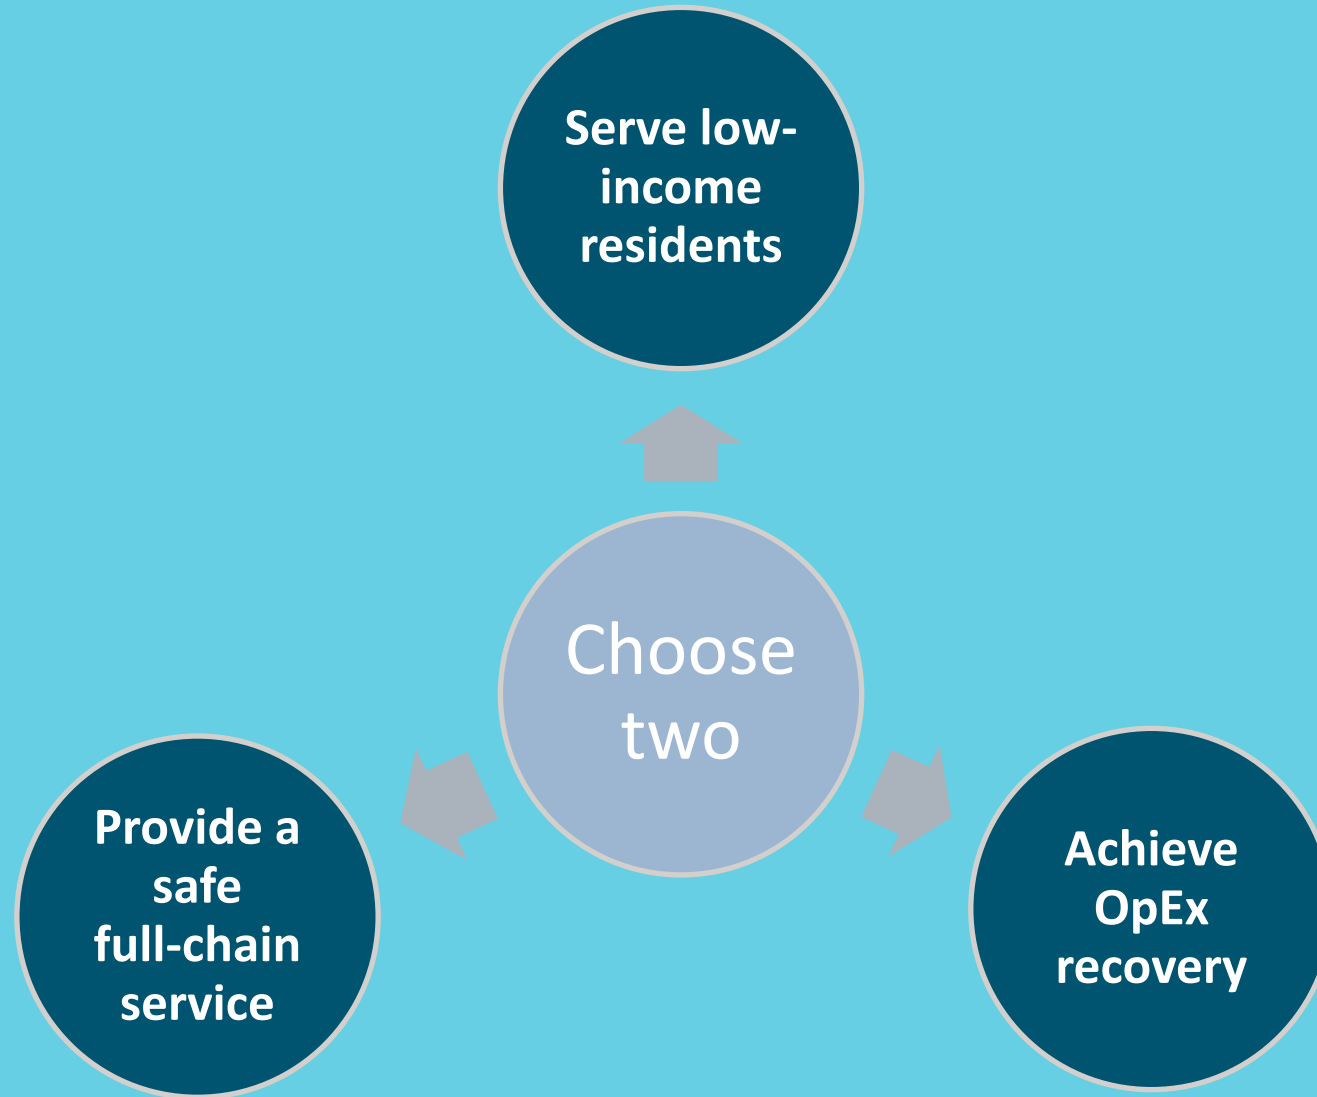 Serve low-
income
residents
Choose
two
Provide a
safe
full-chain
service
Achieve
OpEx
recovery